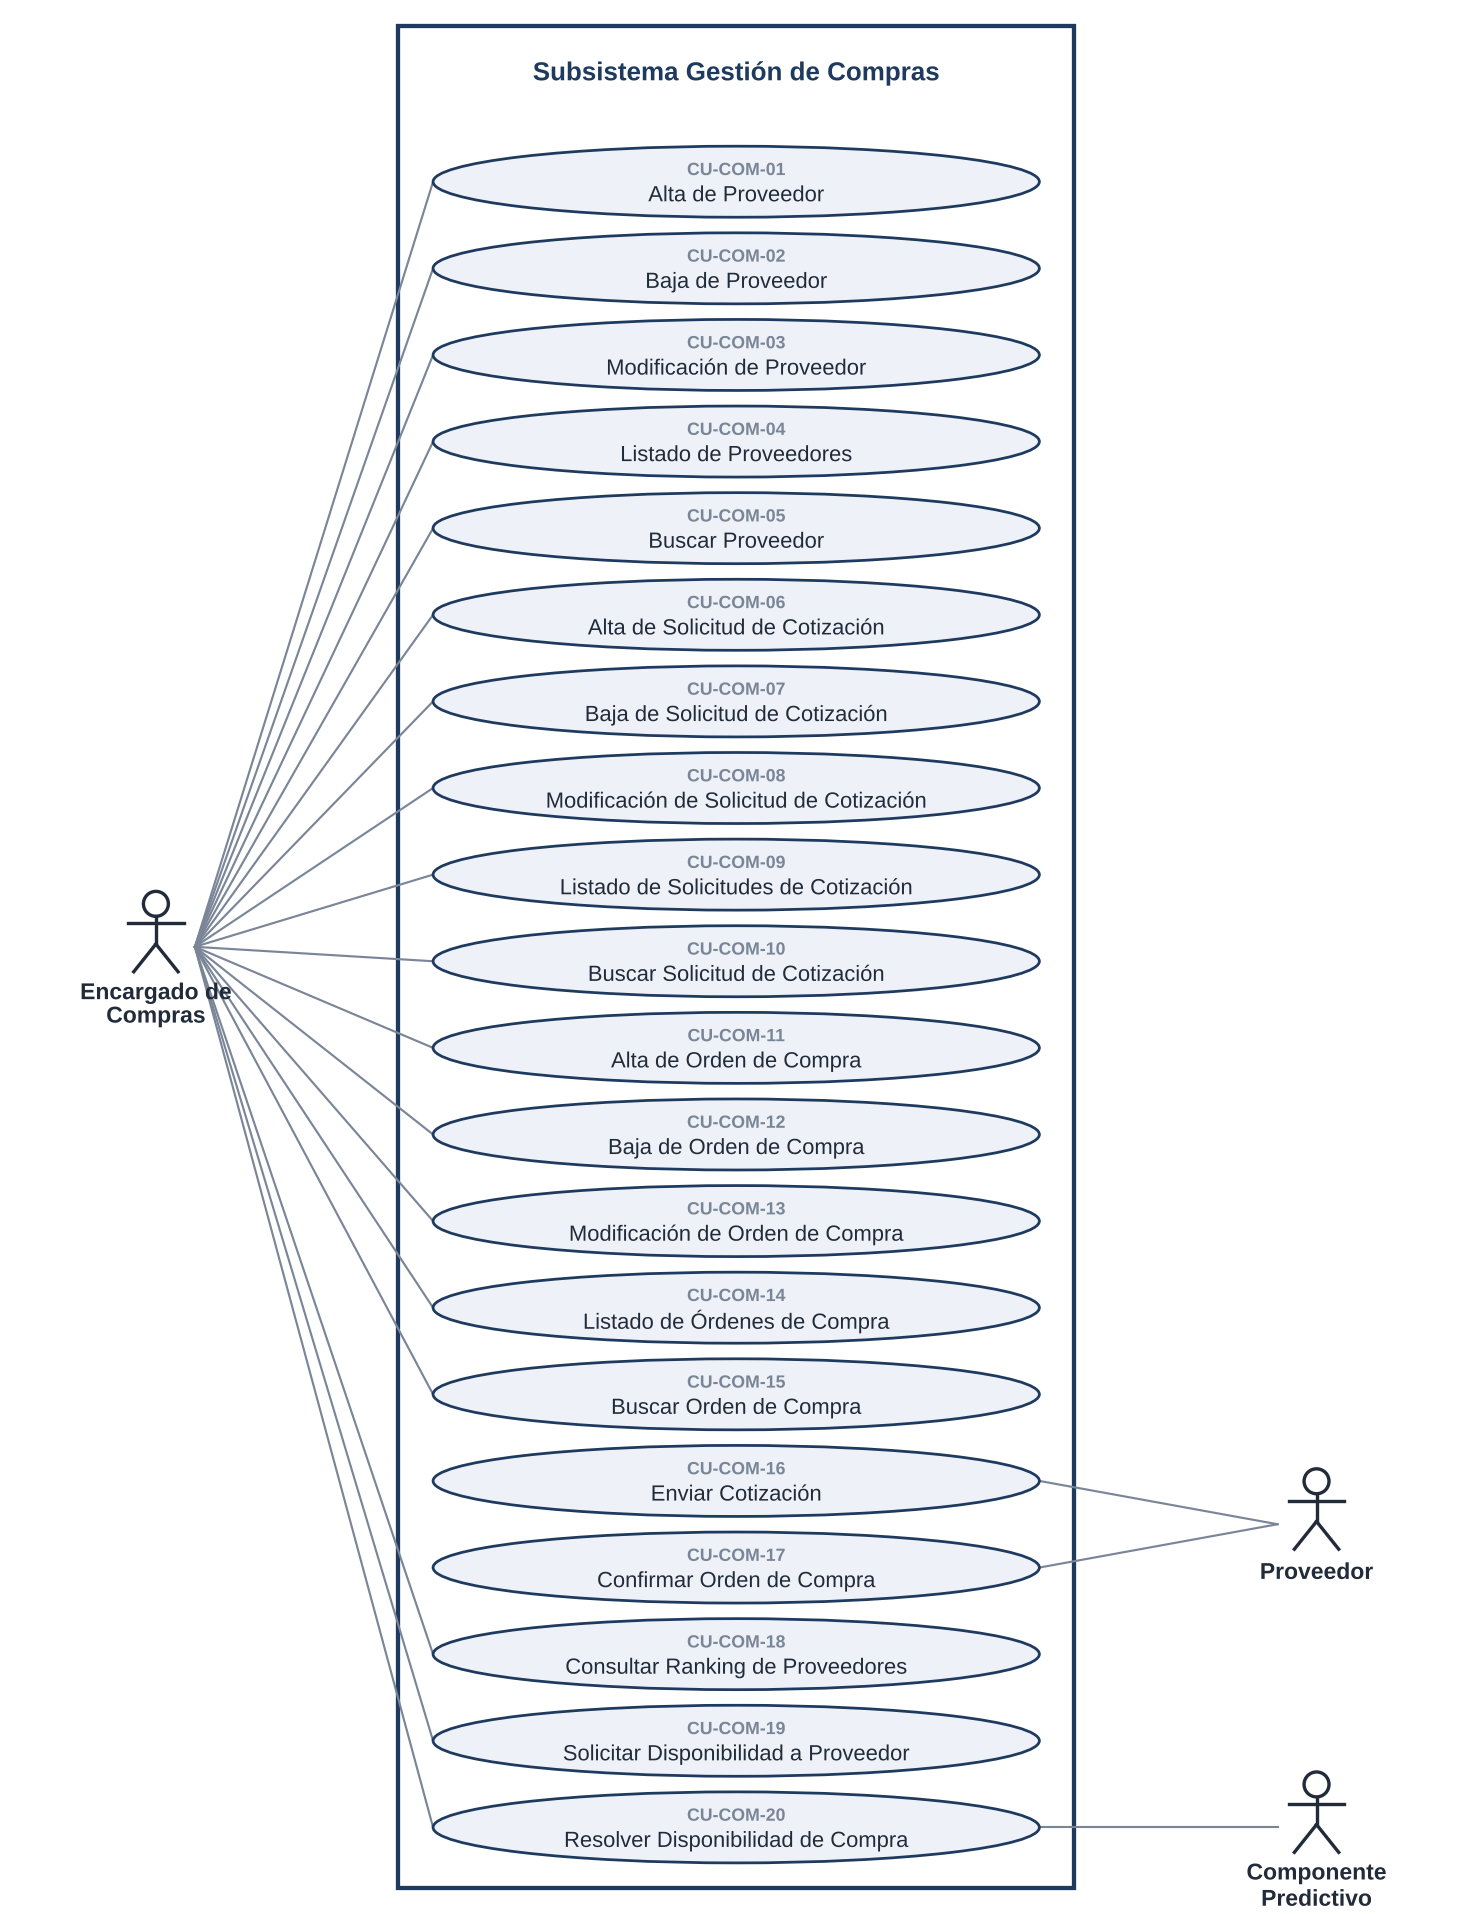 Subsistema Gestión de Compras
CU-COM-01
Alta de Proveedor
CU-COM-02
Baja de Proveedor
CU-COM-03
Modificación de Proveedor
CU-COM-04
Listado de Proveedores
CU-COM-05
Buscar Proveedor
CU-COM-06
Alta de Solicitud de Cotización
CU-COM-07
Baja de Solicitud de Cotización
CU-COM-08
Modificación de Solicitud de Cotización
CU-COM-09
Listado de Solicitudes de Cotización
CU-COM-10
Buscar Solicitud de Cotización
Encargado de
Compras
CU-COM-11
Alta de Orden de Compra
CU-COM-12
Baja de Orden de Compra
CU-COM-13
Modificación de Orden de Compra
CU-COM-14
Listado de Órdenes de Compra
CU-COM-15
Buscar Orden de Compra
CU-COM-16
Enviar Cotización
CU-COM-17
Confirmar Orden de Compra
Proveedor
CU-COM-18
Consultar Ranking de Proveedores
CU-COM-19
Solicitar Disponibilidad a Proveedor
CU-COM-20
Resolver Disponibilidad de Compra
Componente
Predictivo